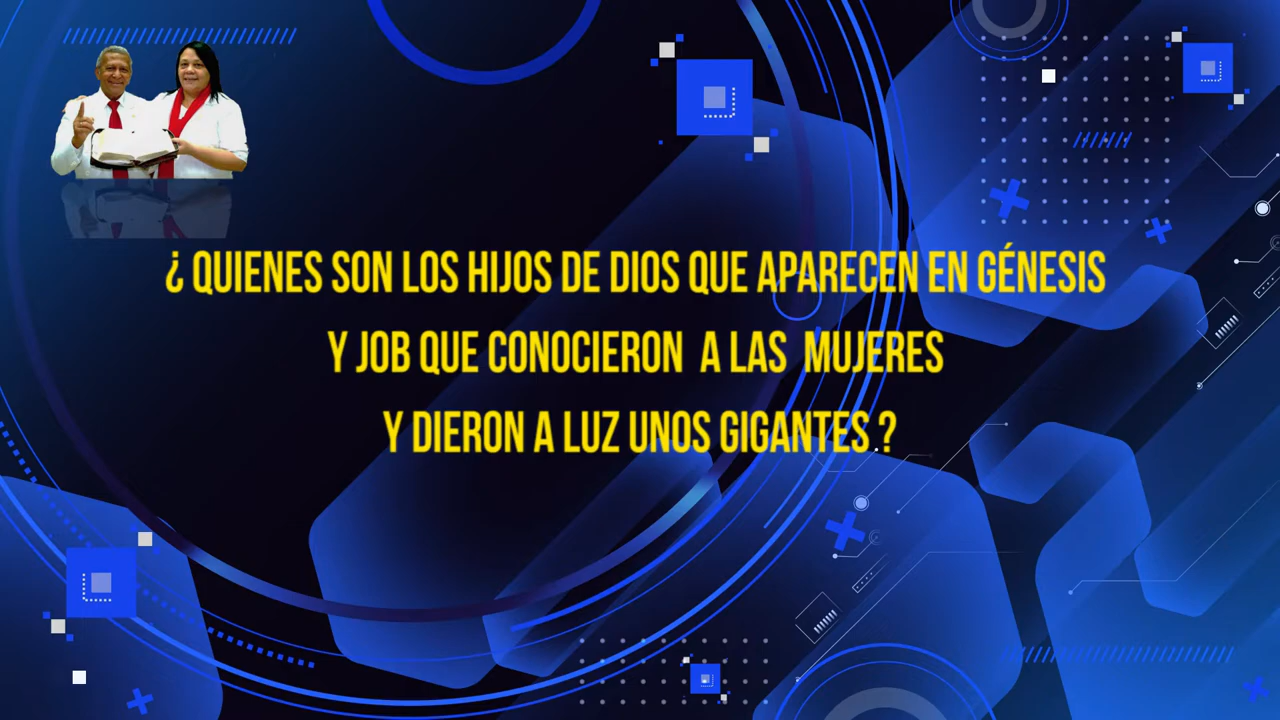 ¿ QUIENES SON LOS HIJOS DE DIOS QUE APARECEN EN GÉNESIS
Y JOB QUE CONOCIERON A LAS MUJERES
Y DIERON A LUZ UNOS GIGANTES ?